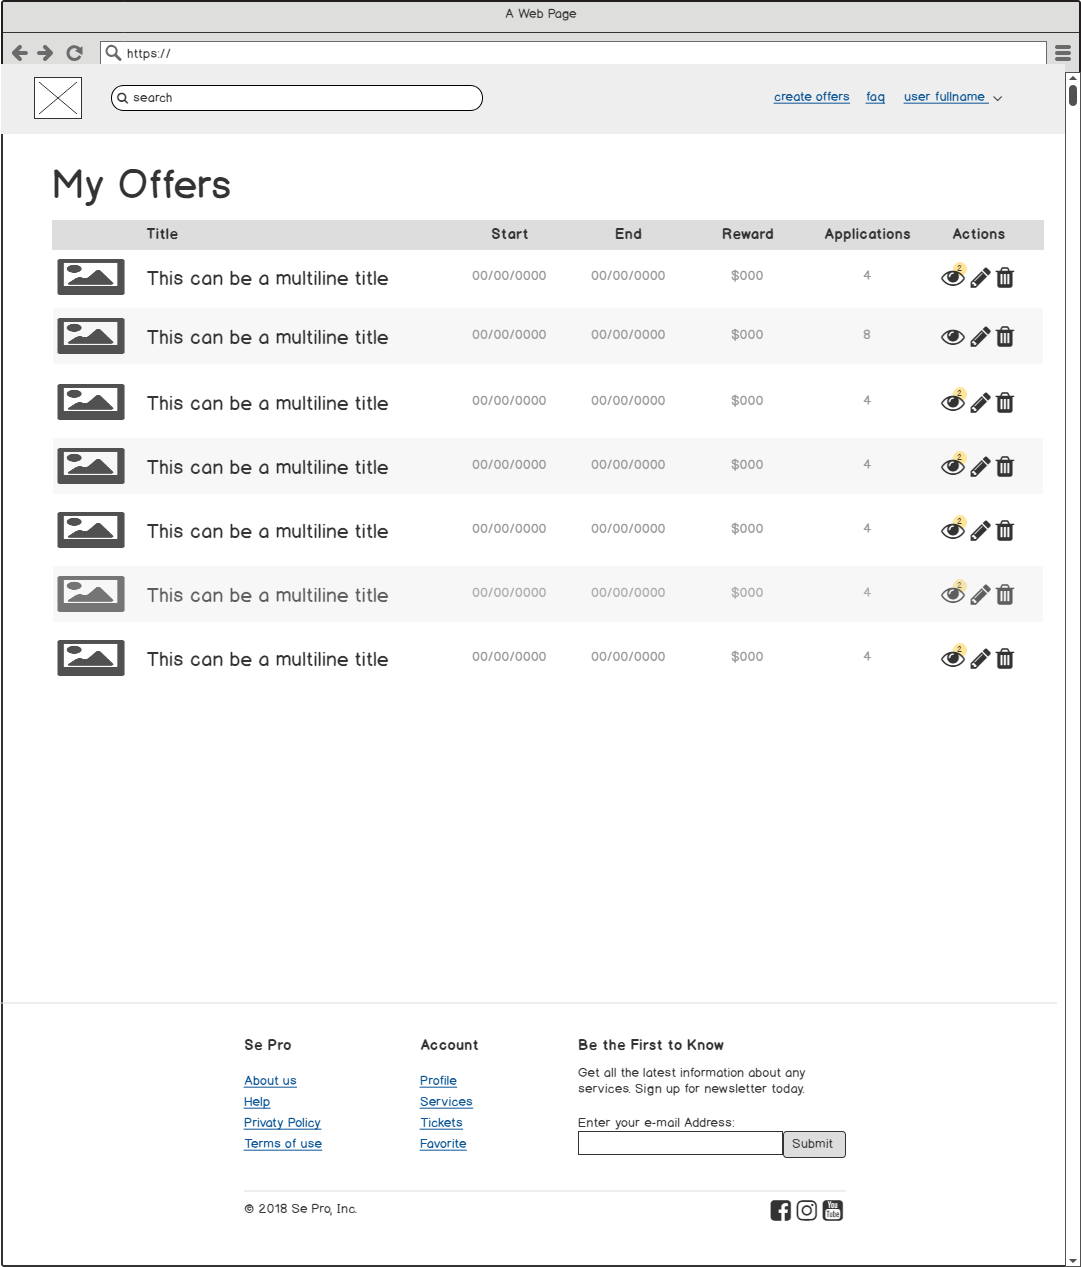 A Web Page
https://
search
create offers faq user fullname
My Offers
Title Start End Reward Applications Actions
This can be a multiline title 00/00/0000 00/00/0000 $000 4 2
This can be a multiline title 00/00/0000 00/00/0000 $000 8
This can be a multiline title 00/00/0000 00/00/0000 $000 4 2
This can be a multiline title 00/00/0000 00/00/0000 $000 4 2
This can be a multiline title 00/00/0000 00/00/0000 $000 4 2
This can be a multiline title 00/00/0000 00/00/0000 $000 4 2
This can be a multiline title 00/00/0000 00/00/0000 $000 4 2
Se Pro
About us
Help
Privaty Policy
Terms of use
Account
Profile
Services
Tickets
Favorite
Be the First to Know
Get all the latest information about any
services. Sign up for newsletter today.
Enter your e-mail Address:
Submit
© 2018 Se Pro, Inc.
You
Tube